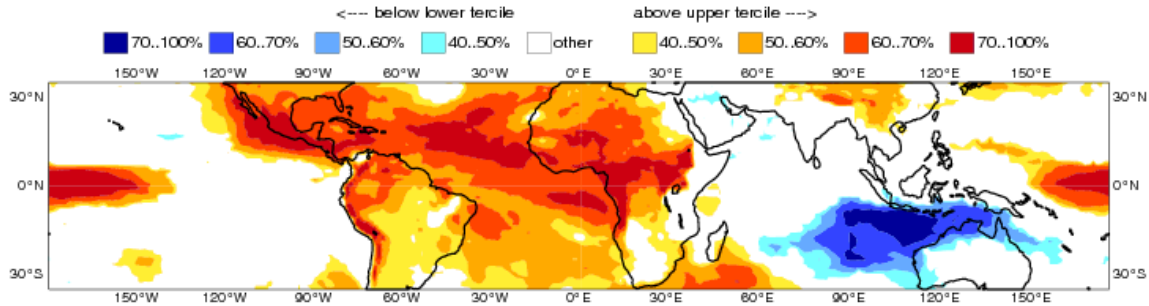 <---- below lower tercile above upper tercile ---->
70..100% 60..70% 50..60% 40..50% other 40..50% 50..60% 60..70% 70..100%
150°W 120°W 90°W 60°W 30°W 0°E 30°E 60°E 90°E 120°E 150°E
30°N 30°N
0°N 0°N
30°S 30°S
150°W 120°W 90°W 60°W 30°W 0°E 30°E 60°E 90°E 120°E 150°E